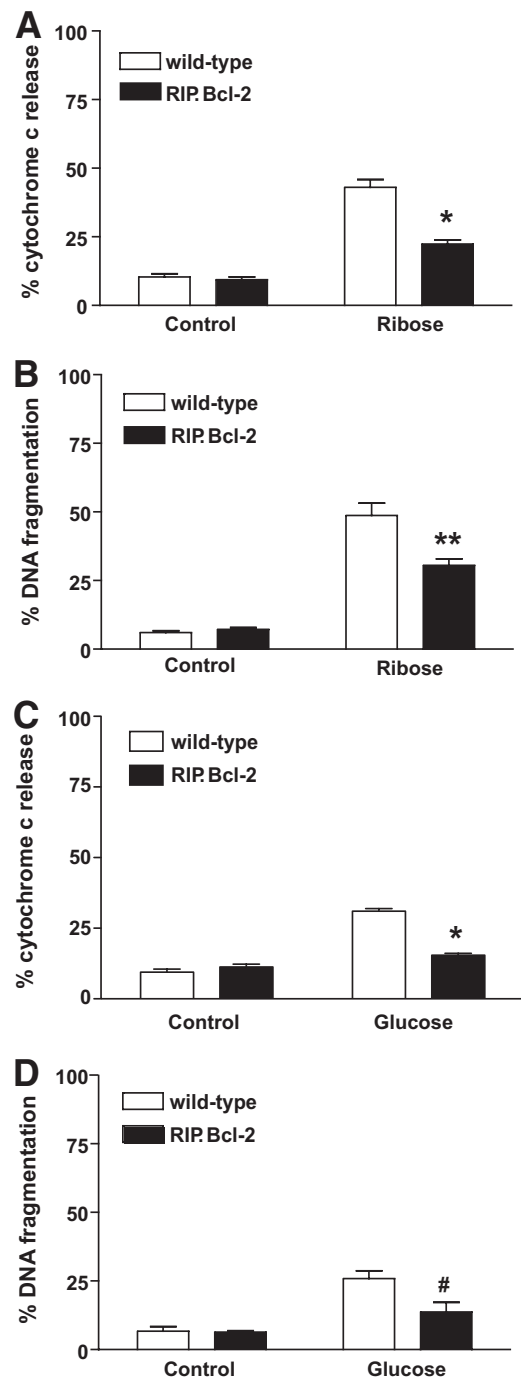 A
% cytochrome c release
100
75
50
25
0
wild-type
RIP.Bcl-2
*
Control Ribose
B
% DNA fragmentation
100
75
50
25
0
wild-type
RIP.Bcl-2
**
Control Ribose
C
% cytochrome c release
100
75
50
25
0
wild-type
RIP.Bcl-2
*
Control Glucose
D
% DNA fragmentation
100
75
50
25
0
wild-type
RIP.Bcl-2
#
Control Glucose